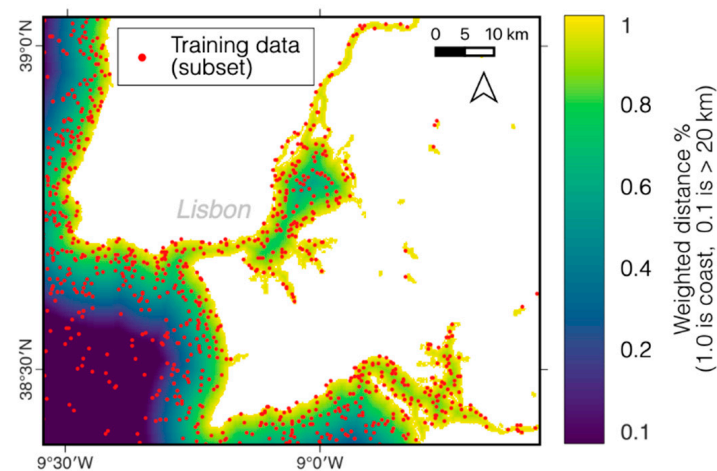 39°0'N
38°30'N
9°30'W
9°0'W
Training data
(subset)
0 5 10 km
Lisbon
1
0.8
0.6
0.4
0.2
0.1
Weighted distance %
(1.0 is coast, 0.1 is > 20 km)